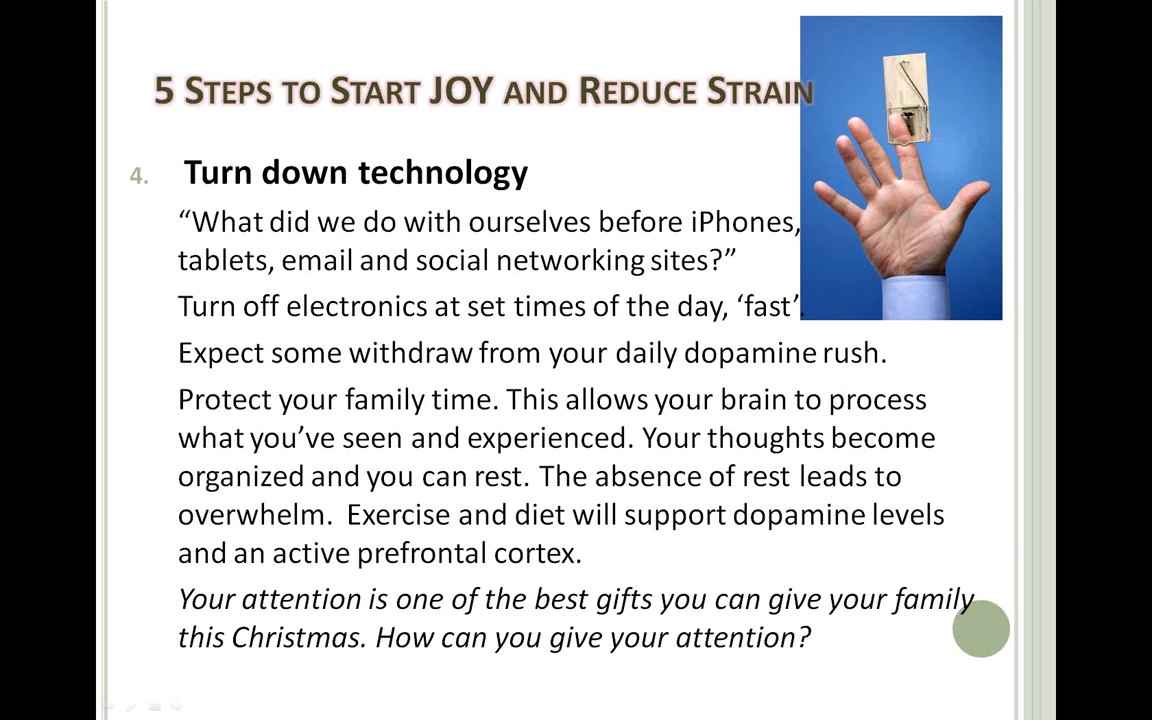 5 STEPS TO START JOY AND REDUCE STRAIN
4. Turn down technology
“What did we do with ourselves before iPhones,
tablets, email and social networking sites?”
Turn off electronics at set times of the day, ‘fast’.
Expect some withdraw from your daily dopamine rush.
Protect your family time. This allows your brain to process
what you’ve seen and experienced. Your thoughts become
organized and you can rest. The absence of rest leads to
overwhelm. Exercise and diet will support dopamine levels
and an active prefrontal cortex.
Your attention is one of the best gifts you can give your family
this Christmas. How can you give your attention?